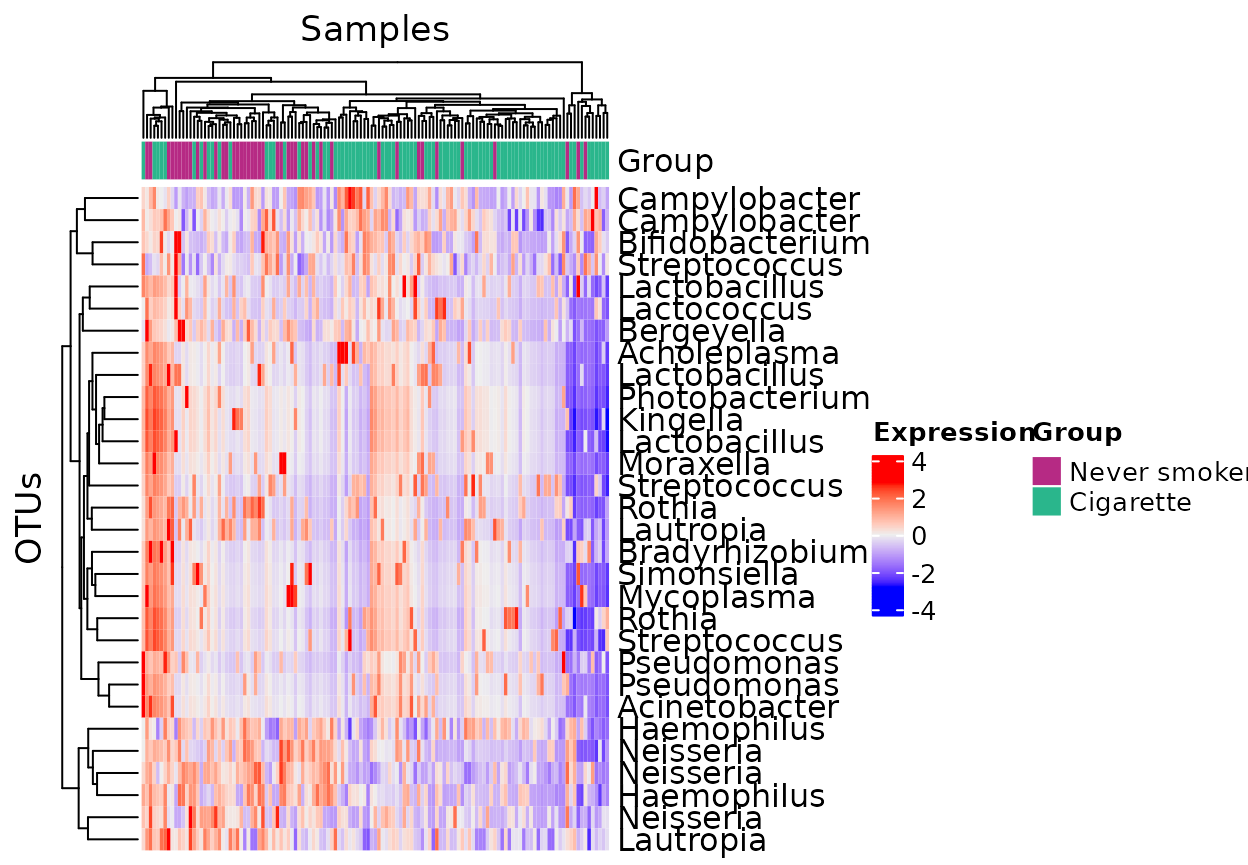 Samples
Group
Campylobacter
Campylobacter
Bifidobacterium
Streptococcus
Lactobacillus
Lactococcus
Bergeyella
Acholeplasma
Lactobacillus
Photobacterium
Kingella
Lactobacillus
Moraxella
Streptococcus
Rothia
Lautropia
Bradyrhizobium
Simonsiella
Mycoplasma
Rothia
Streptococcus
Pseudomonas
Pseudomonas
Acinetobacter
Haemophilus
Neisseria
Neisseria
Haemophilus
Neisseria
Lautropia
OTUs
Expression
4
2
0
-2
-4
Group
Never smoker
Cigarette